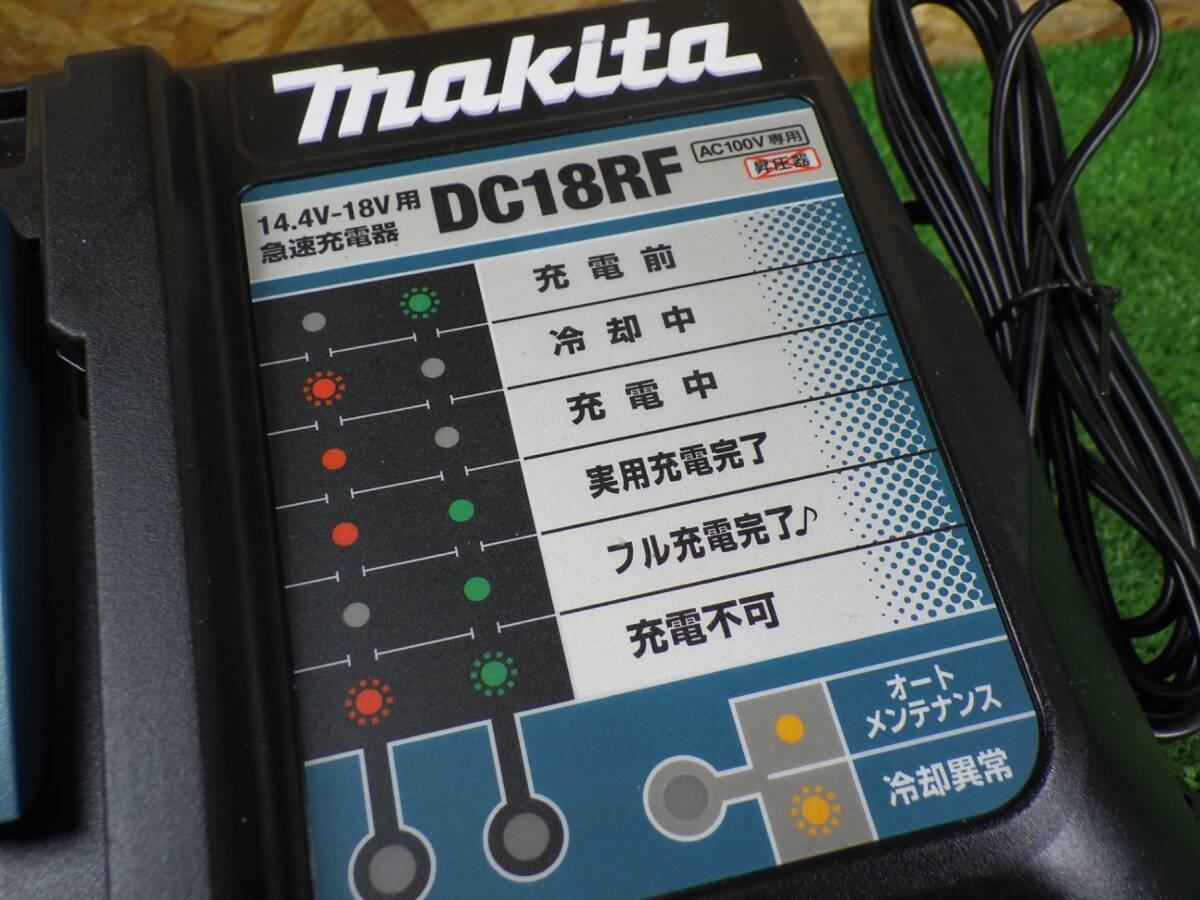 makita
14.4V-18V用
急速充電器
DC18RF
AC100V専用
昇圧器
充電前
冷却中
充電中
実用充電完了
フル充電完了♪
充電不可
オート
メンテナンス
冷却異常